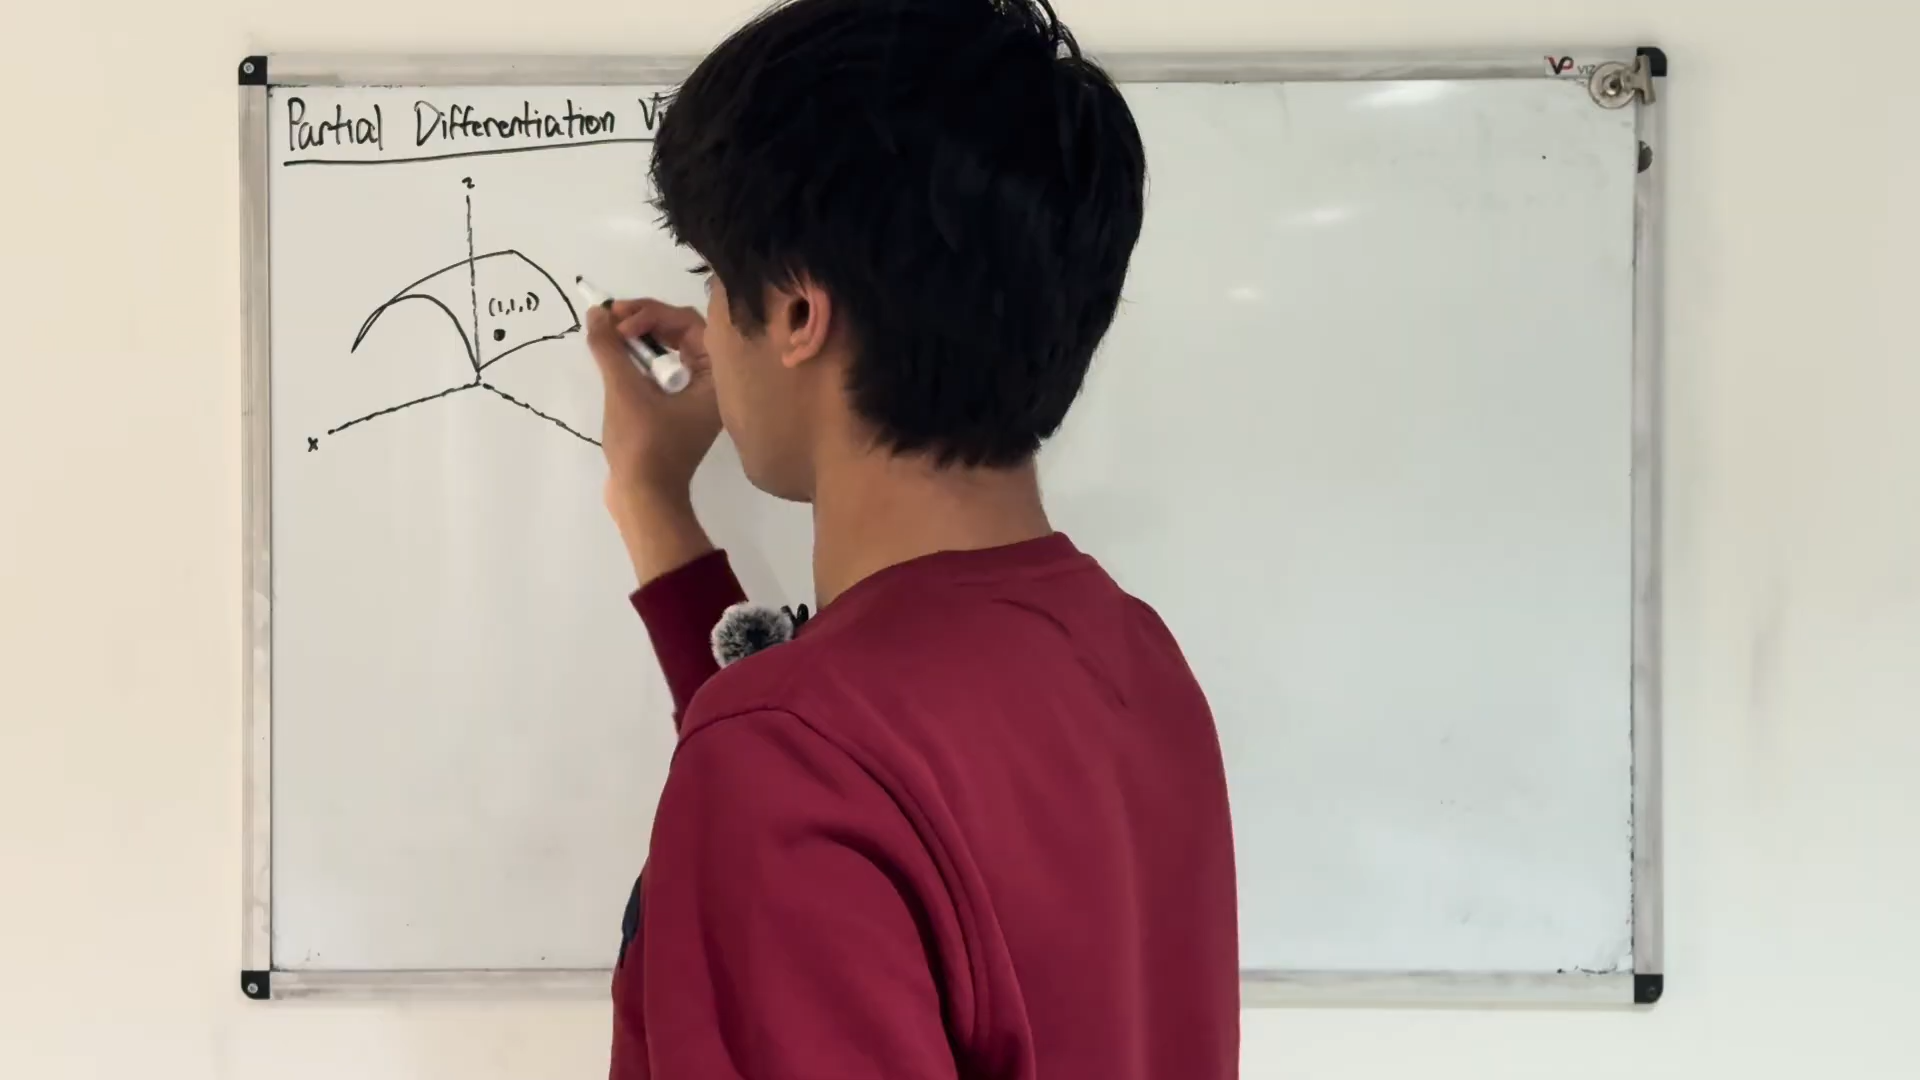 Partial Differentiation
z
(1,1,1)
x